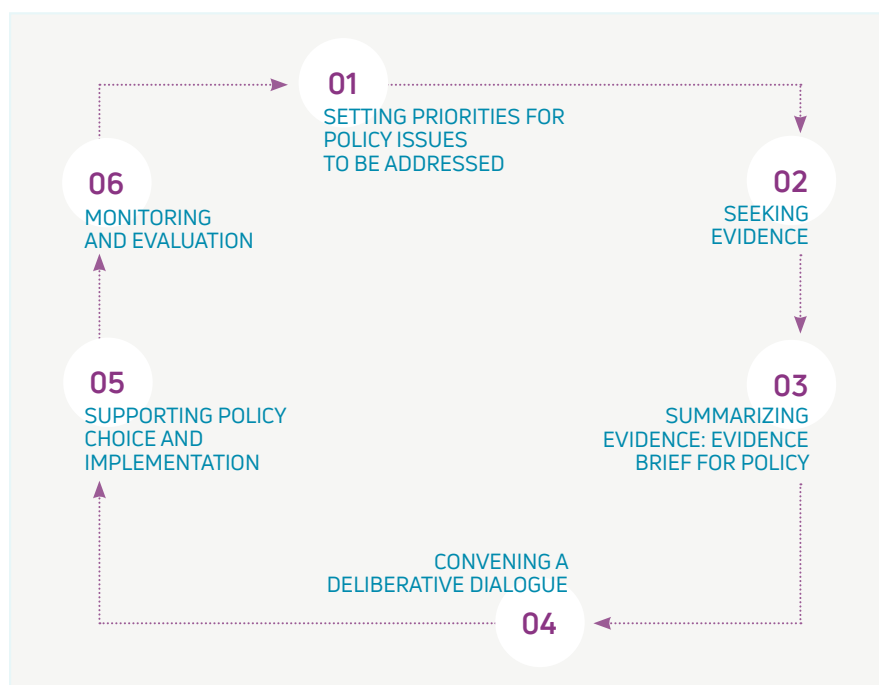 01
SETTING PRIORITIES FOR
POLICY ISSUES
TO BE ADDRESSED
02
SEEKING
EVIDENCE
03
SUMMARIZING
EVIDENCE: EVIDENCE
BRIEF FOR POLICY
CONVENING A
DELIBERATIVE DIALOGUE
04
05
SUPPORTING POLICY
CHOICE AND
IMPLEMENTATION
06
MONITORING
AND EVALUATION